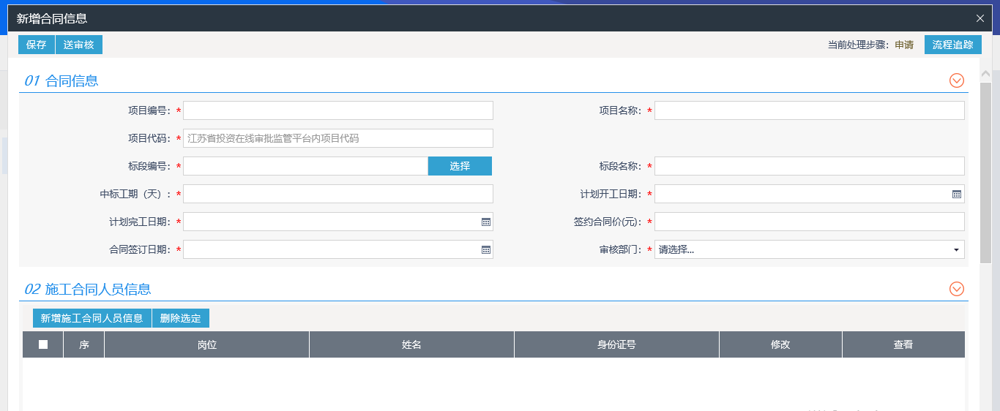 新增合同信息
保存 送审核 当前处理步骤：申请 流程追踪
01 合同信息
项目编号：* 项目名称：*
项目代码：* 江苏省投资在线审批监管平台内项目代码
标段编号：* 选择 标段名称：*
中标工期（天）：* 计划开工日期：*
计划完工日期：* 签约合同价(元)：*
合同签订日期：* 审核部门：* 请选择...
02 施工合同人员信息
新增施工合同人员信息 删除选定
序 岗位 姓名 身份证号 修改 查看